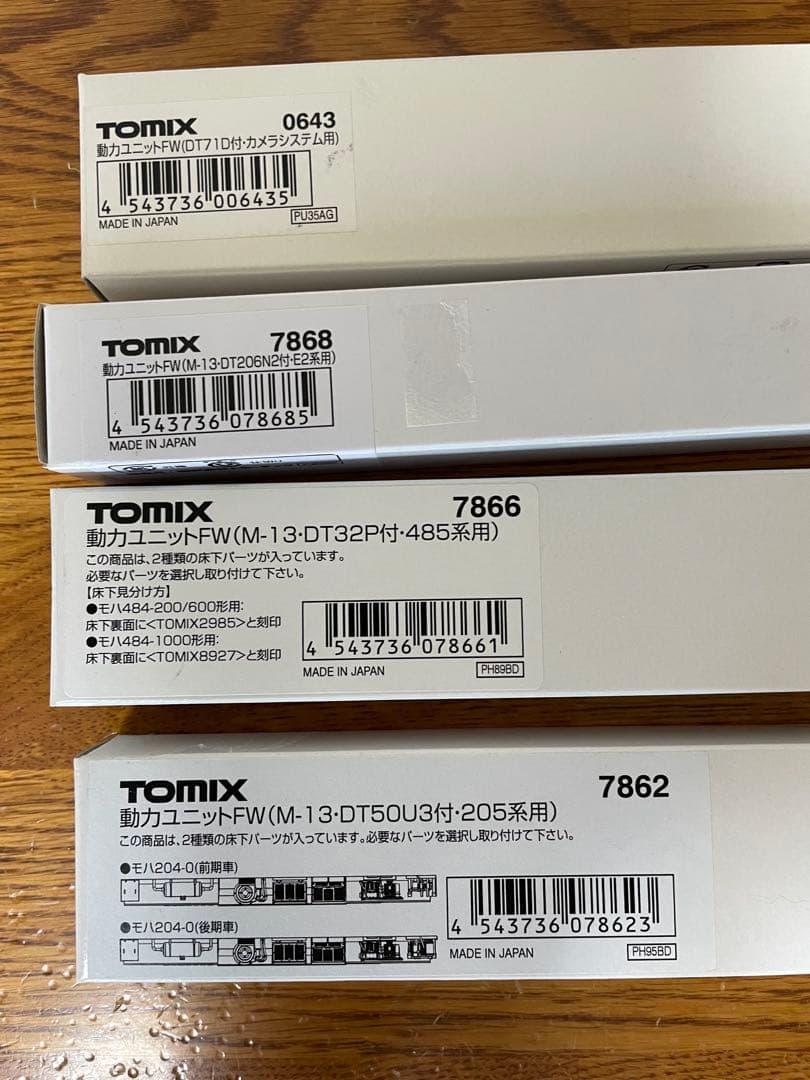 TOMIX 0643
動力ユニットFW(DT71D付・カメラシステム用)
4 543736 006435
MADE IN JAPAN PU35AG
TOMIX 7868
動力ユニットFW(M-13・DT206N2付・E2系用)
4 543736 078685
MADE IN JAPAN
TOMIX 7866
動力ユニットFW(M-13・DT32P付・485系用)
この商品は、2種類の床下パーツが入っています。
必要なパーツを選択し取り付けて下さい。
【床下見分け方】
●モハ484-200/600形用:
床下裏面に<TOMIX2985>と刻印
●モハ484-1000形用:
床下裏面に<TOMIX8927>と刻印
4 543736 078661
MADE IN JAPAN PH89BD
TOMIX 7862
動力ユニットFW(M-13・DT50U3付・205系用)
この商品は、2種類の床下パーツが入っています。必要なパーツを選択し取り付けて下さい。
●モハ204-0(前期車)
●モハ204-0(後期車)
4 543736 078623
MADE IN JAPAN PH95BD